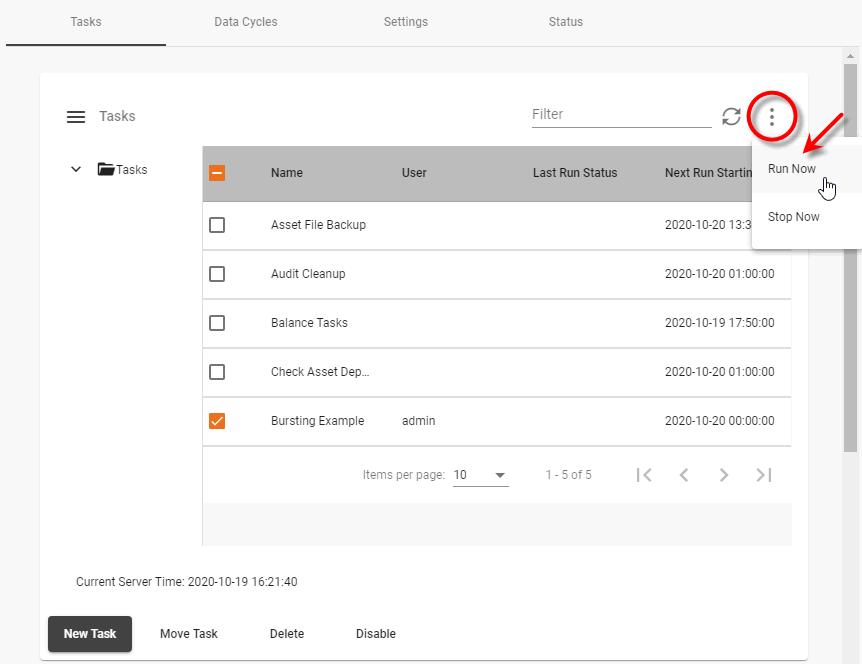 Tasks Data Cycles Settings Status
Tasks Filter
Run Now
Stop Now
Tasks
Name User Last Run Status Next Run Startin
Asset File Backup 2020-10-20 13:3
Audit Cleanup 2020-10-20 01:00:00
Balance Tasks 2020-10-19 17:50:00
Check Asset Dep... 2020-10-20 01:00:00
Bursting Example admin 2020-10-20 00:00:00
Items per page: 10 1 - 5 of 5
Current Server Time: 2020-10-19 16:21:40
New Task Move Task Delete Disable